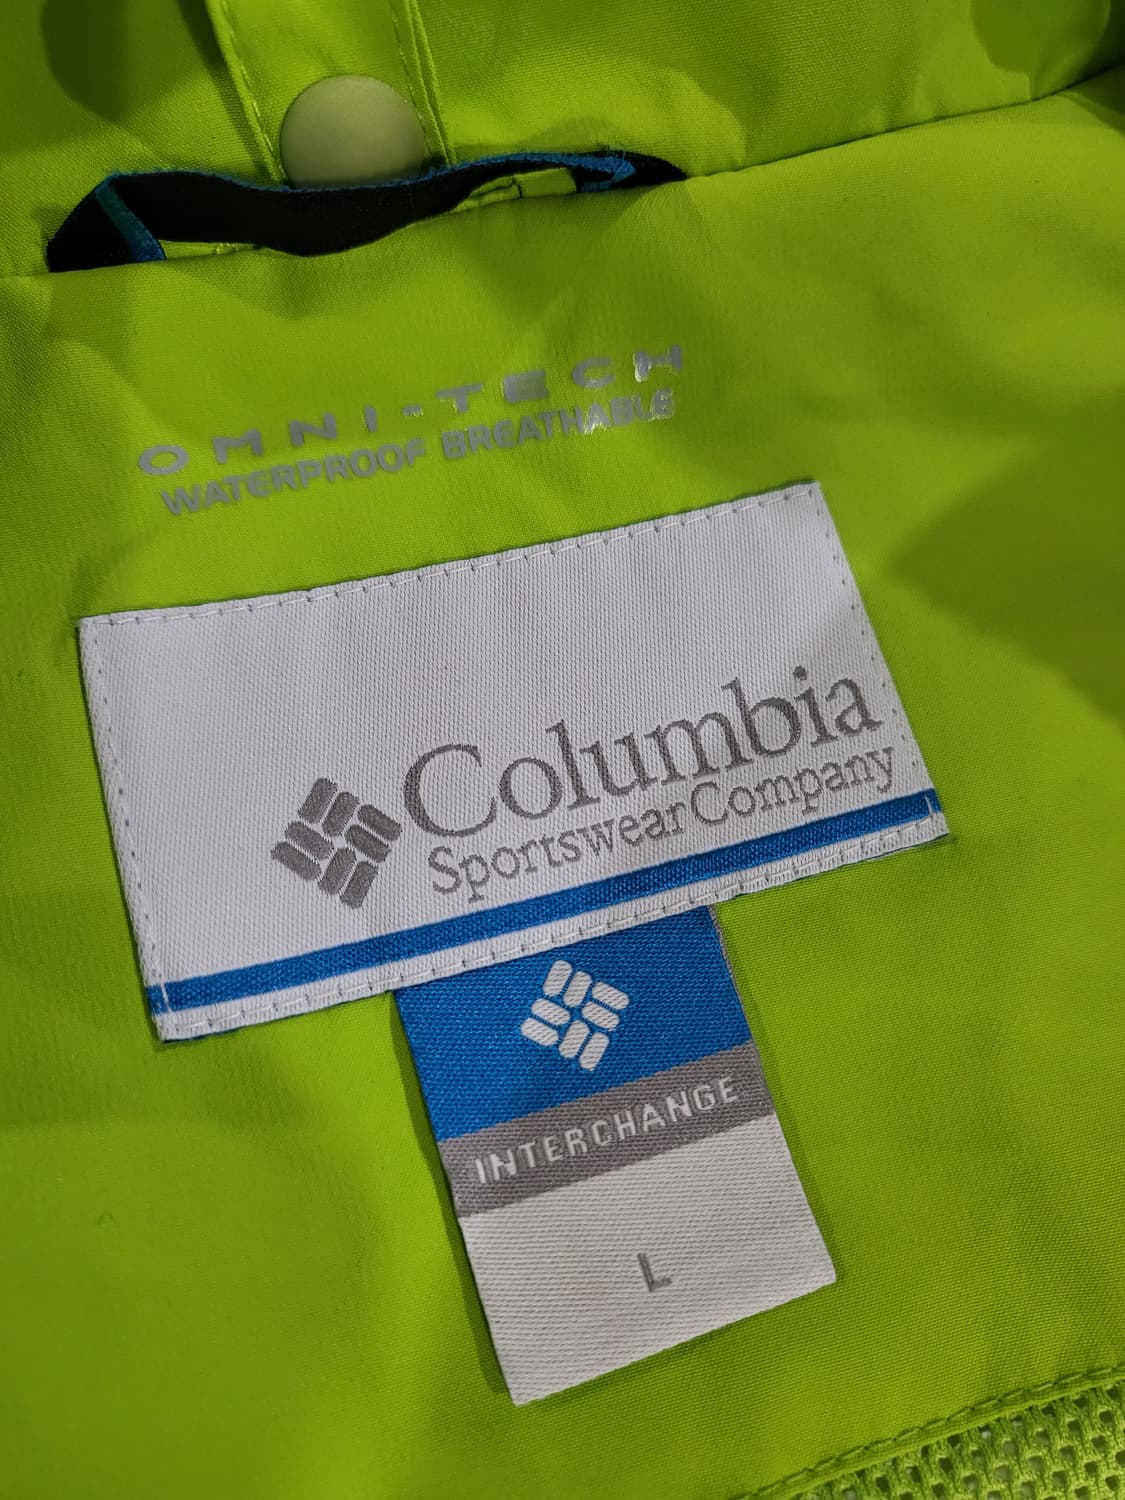 OMNI-TECH
WATERPROOF BREATHABLE
Columbia
Sportswear Company
INTERCHANGE
L